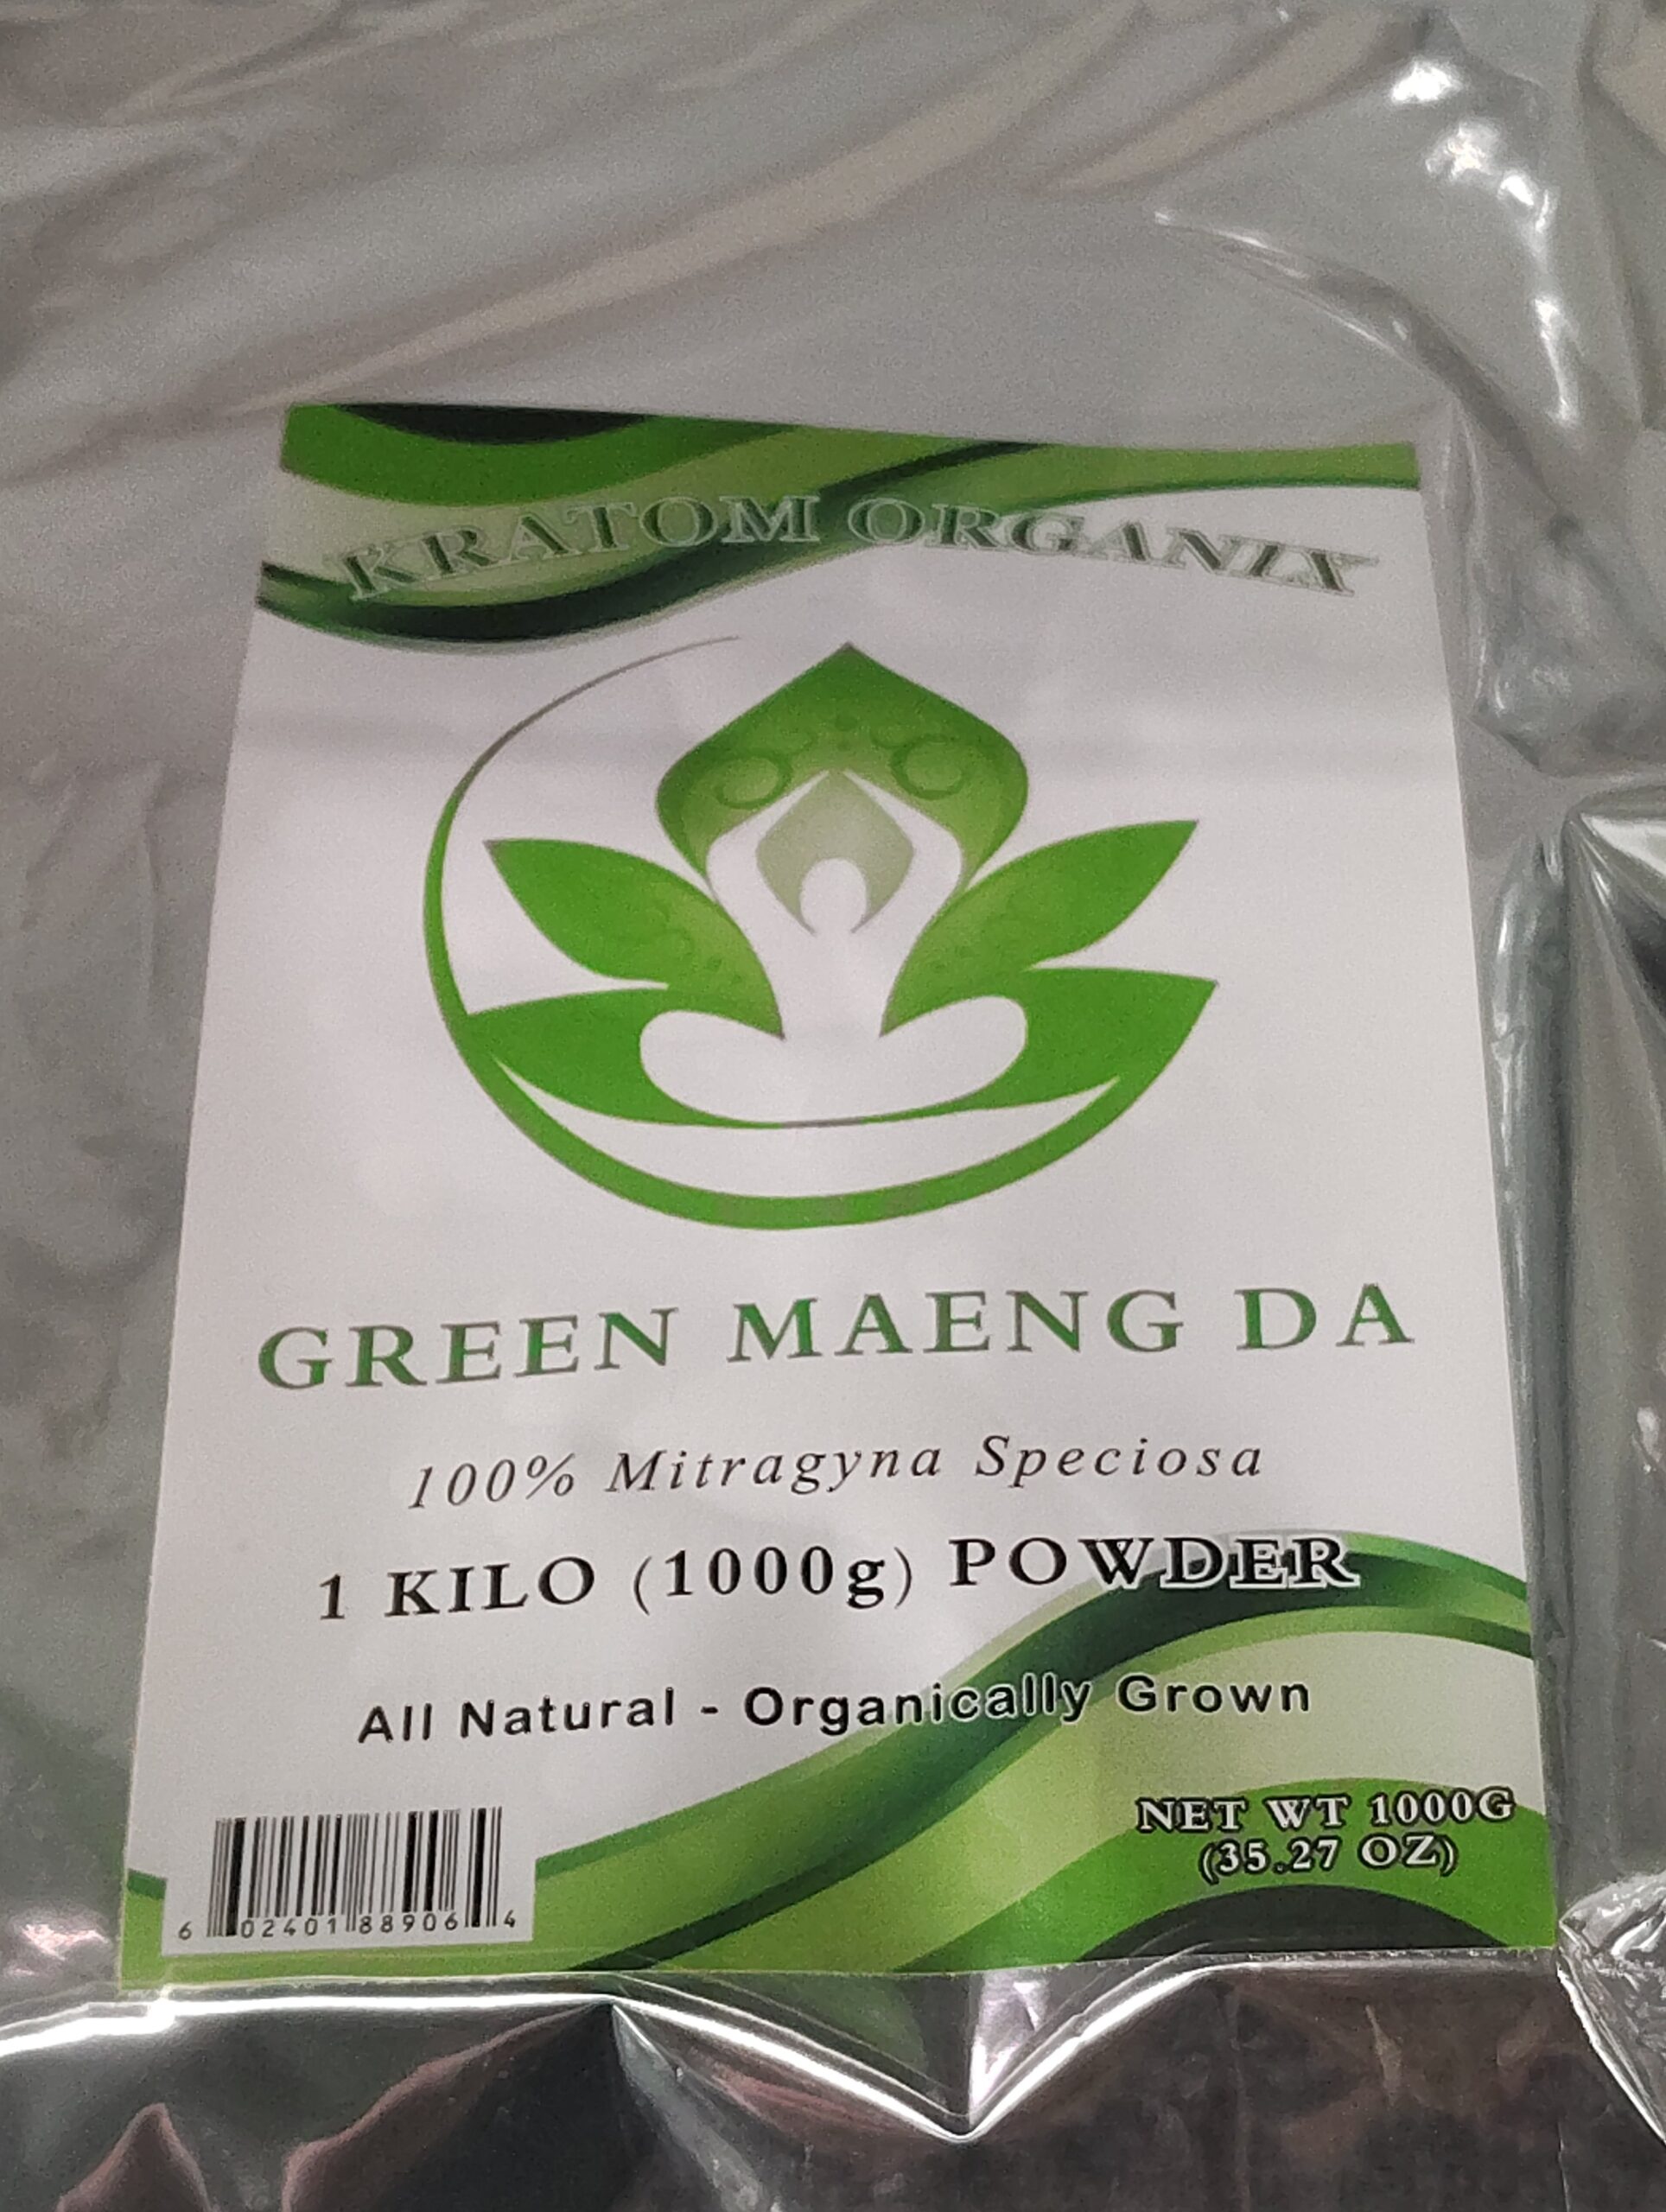 KRATOM ORGANIX
GREEN MAENG DA
100% Mitragyna Speciosa
1 KILO (1000g) POWDER
All Natural - Organically Grown
NET WT 1000G
(35.27 OZ)
6 02401 88906 4